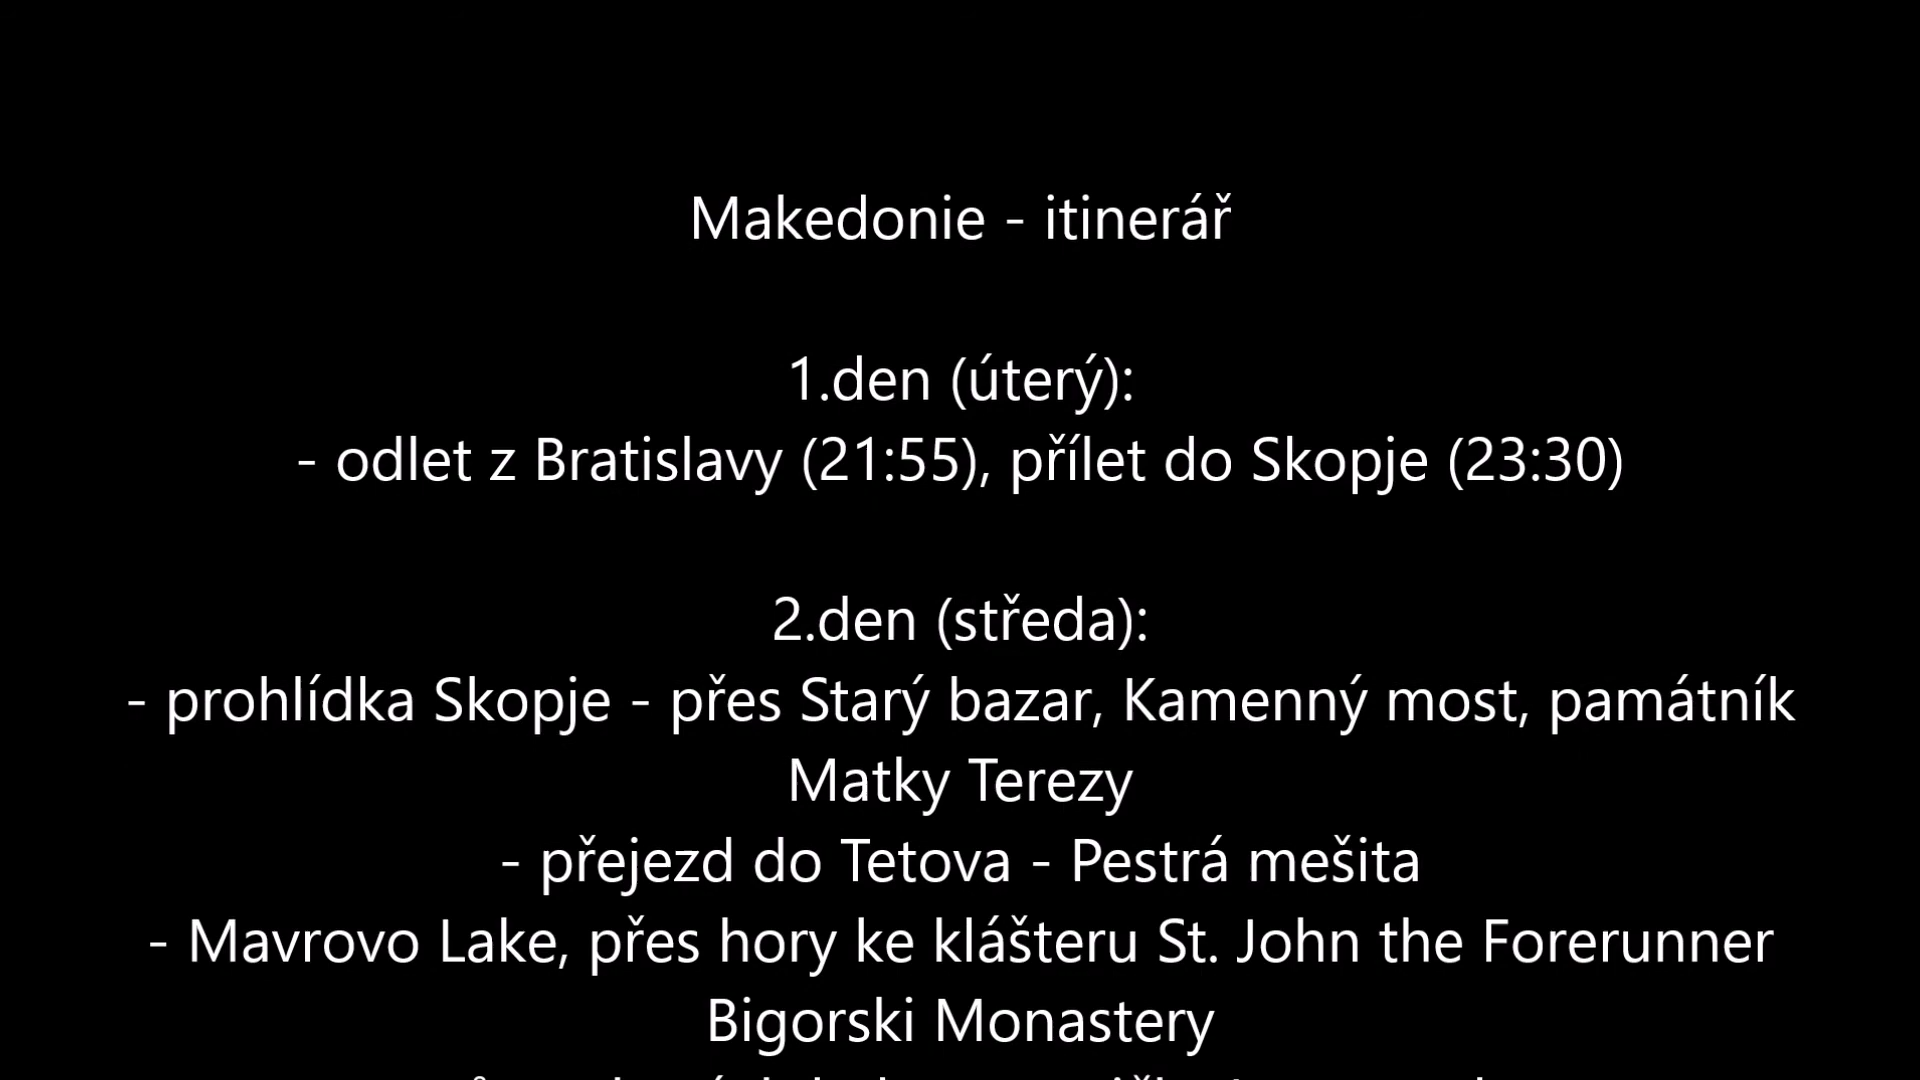 Makedonie - itinerář
1.den (úterý):
- odlet z Bratislavy (21:55), přílet do Skopje (23:30)
2.den (středa):
- prohlídka Skopje - přes Starý bazar, Kamenný most, památník
Matky Terezy
- přejezd do Tetova - Pestrá mešita
- Mavrovo Lake, přes hory ke klášteru St. John the Forerunner
Bigorski Monastery